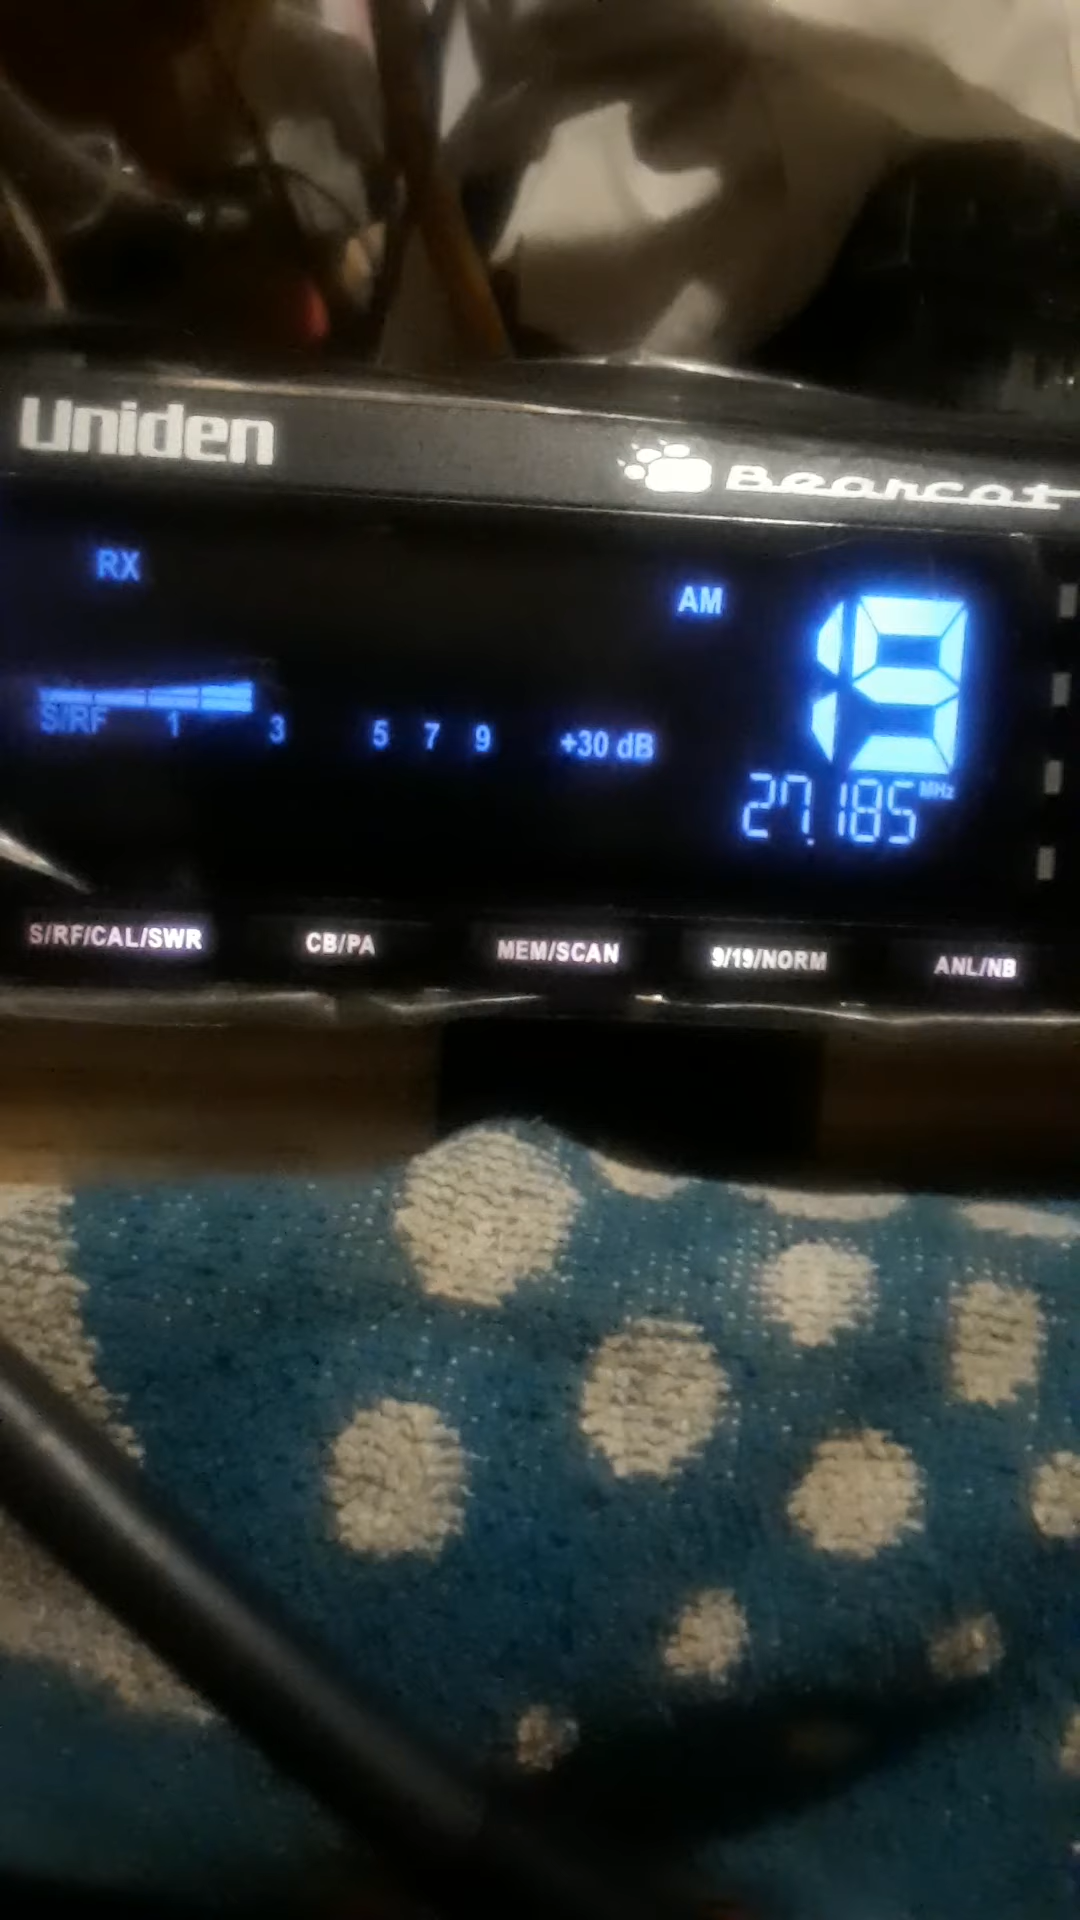 Uniden
Bearcat
RX
AM
19
S/RF 1 3 5 7 9 +30 dB
27.185 MHz
S/RF/CAL/SWR CB/PA MEM/SCAN 9/19/NORM ANL/NB